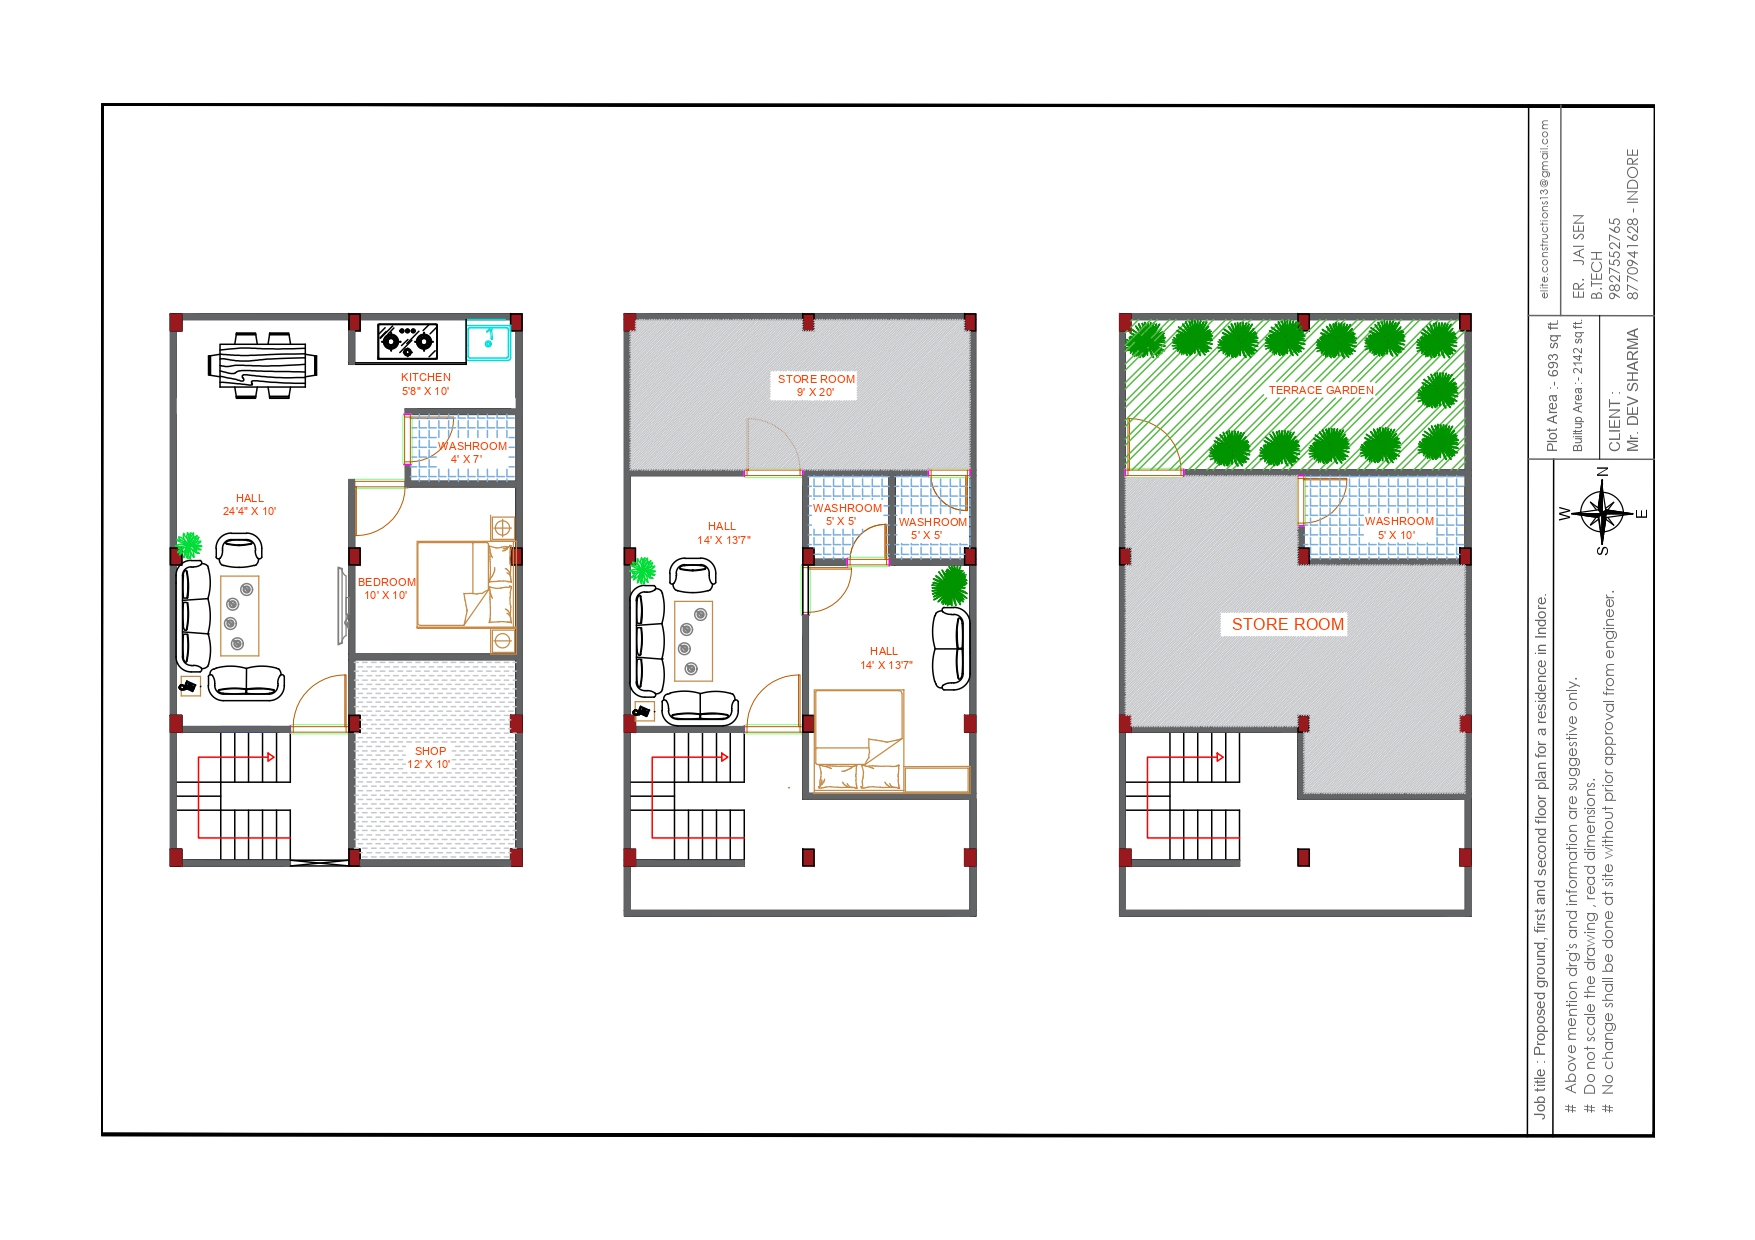 KITCHEN
5'8" X 10'
WASHROOM
4' X 7'
HALL
24'4" X 10'
BEDROOM
10' X 10'
SHOP
12' X 10'
STORE ROOM
9' X 20'
WASHROOM
5' X 5'
WASHROOM
5' X 5'
HALL
14' X 13'7"
HALL
14' X 13'7"
TERRACE GARDEN
WASHROOM
5' X 10'
STORE ROOM
elite.constructions13@gmail.com
ER. JAI SEN
B.TECH
9827552765
8770941628 - INDORE
Plot Area :- 693 sq ft.
Builtup Area :- 2142 sq ft.
CLIENT :
Mr. DEV SHARMA
N
W
E
S
Job title : Proposed ground, first and second floor plan for a residence in Indore.
# Above mention drg's and information are suggestive only.
# Do not scale the drawing , read dimensions.
# No change shall be done at site without prior approval from engineer.